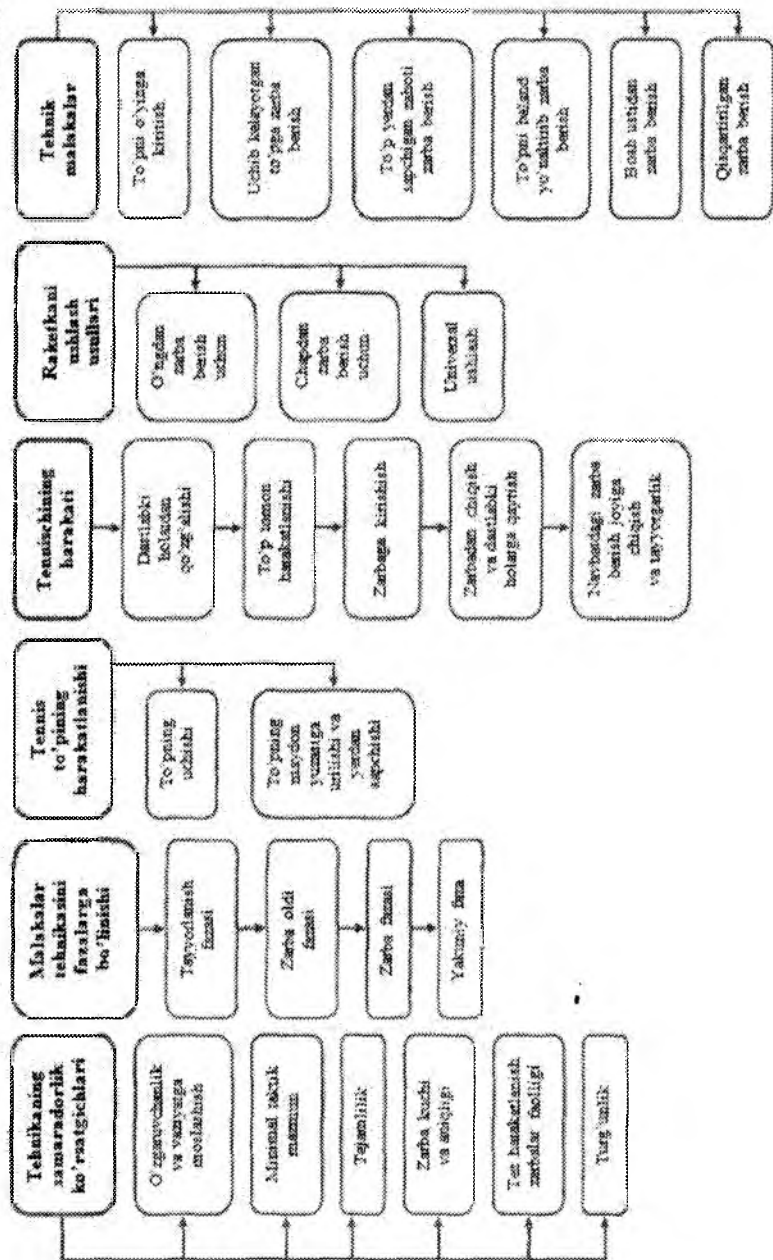 Tehnikaning
samaradorlik
ko'rsatgichlari
O'zgaruvchanlik
va vaziyatga
moslashish
Minimal taktik
mazmun
Tejamlilik
Zarba kuchi
va aniqligi
Tez harakatlanish
zarbalar faolligi
Turg'unlik
Malakalar
tehnikasini
fazalarga
bo'linishi
Tayyorlanish
fazasi
Zarba oldi
fazasi
Zarba fazasi
Yakuniy faza
Tennis
to'pining
harakatlanishi
To'pning
uchishi
To'pning
maydon
yuzasiga
urilishi va
yerdan
sapchishi
Tennischining
harakati
Dastlabki
holatdan
qo'zg'alishi
To'p tomon
harakatlanishi
Zarbaga kirishish
Zarbadan chiqish
va dastlabki
holatga qaytish
Navbatdagi zarba
berish joyiga
chiqish
va tayyorgarlik
Raketkani
ushlash
usullari
O'ngdan
zarba
berish
uchun
Chapdan
zarba
berish
uchun
Universal
ushlash
Tehnik
malakalar
To'pni o'yinga
kiritish
Uchib kelayotgan
to'pga zarba
berish
To'p yerdan
sapchigan zahoti
zarba berish
To'pni baland
yo'naltirib zarba
berish
Bosh ustidan
zarba berish
Qisqartirilgan
zarba berish